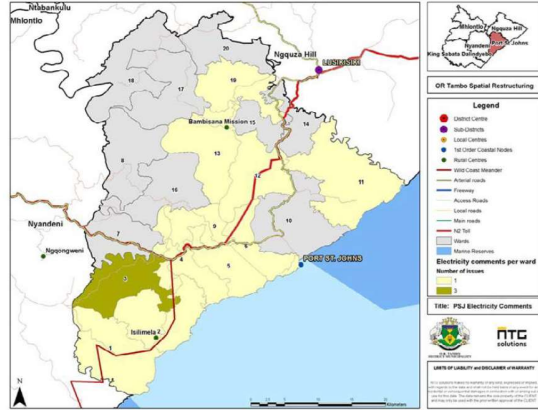 Ntabankulu
Mhlontlo
20
Ngquza Hill
LUSIKISIKI
18
17
19
Bambisana Mission
15
14
13
8
12
11
16
Nyandeni
7
9
10
6
Ngqongweni
4
PORT ST. JOHNS
3
5
Isilimela
2
1
N
Kilometers
Mhlontlo
Ngquza Hill
Nyandeni
Port St Johns
King Sabata Dalindyebo
OR Tambo Spatial Restructuring
Legend
District Centre
Sub-Districts
Local Centres
1st Order Coastal Nodes
Rural Centres
Wild Coast Meander
Arterial roads
Freeway
Access Roads
Local roads
Main roads
N2 Toll
Wards
Marine Reserves
Electricity comments per ward
Number of issues
1
3
Title: PSJ Electricity Comments
O.R. TAMBO
DISTRICT MUNICIPALITY
solutions
LIMITS OF LIABILITY and DISCLAIMER of WARRANTY